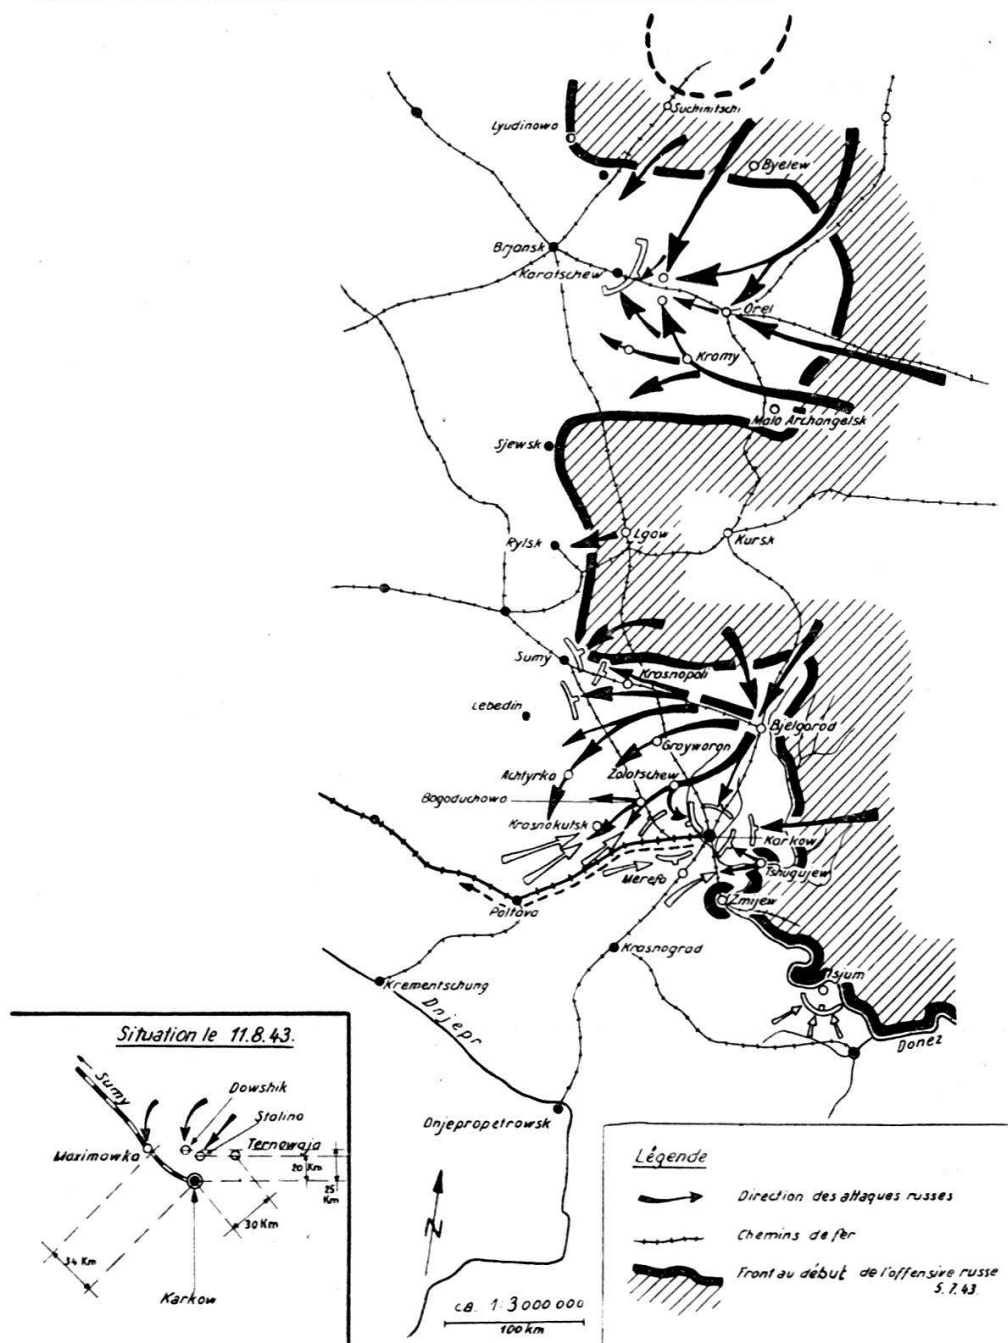 Suchinitschi
Lyudinowo
Byelew
Brjansk
Karatschew
Orel
Kromy
Malo Archangelsk
Sjewsk
Rylsk
Lgow
Kursk
Sumy
Krasnopoli
Lebedin
Bjelgorod
Grayworon
Achtyrka
Zolotschew
Bogoduchowo
Krasnokutsk
Karkow
Merefa
Tshugujew
Poltava
Zmijew
Krasnograd
Krementschung
Isjum
Dnjepr
Donez
Dnjepropetrowsk
Situation le 11.8.43.
Sumy
Dowshik
Stalino
Maximowka
Ternowaja
20 Km
25 Km
30 Km
34 Km
Karkow
N
ca. 1:3 000 000
100 km
Légende
Direction des attaques russes
Chemins de fer
Front au début de l'offensive russe
5.7.43.